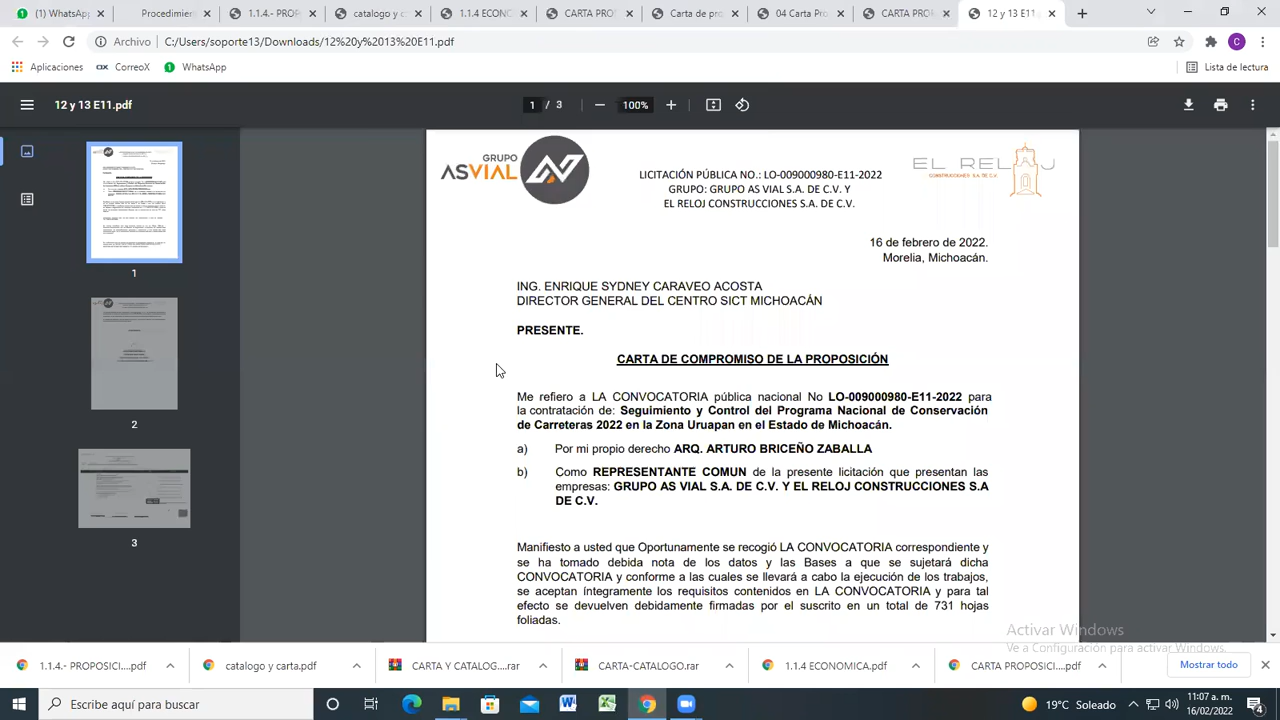 (1) WhatsApp
Procedimie
1.1.4.- PROP
catalogo y c
1.1.4 ECONO
CARTA PROP
Carta de pro
04 Carta Pro
CARTA PROP
12 y 13 E11.
Archivo C:/Users/soporte13/Downloads/12%20y%2013%20E11.pdf
C
Aplicaciones CorreoX WhatsApp Lista de lectura
12 y 13 E11.pdf 1 / 3 100%
1
2
3
GRUPO
ASVIAL
EL RELOJ
CONSTRUCCIONES S.A. DE C.V.
LICITACIÓN PÚBLICA NO.: LO-009000980-E11-2022
GRUPO: GRUPO AS VIAL S.A. DE C.V. Y
EL RELOJ CONSTRUCCIONES S.A. DE C.V.
16 de febrero de 2022.
Morelia, Michoacán.
ING. ENRIQUE SYDNEY CARAVEO ACOSTA
DIRECTOR GENERAL DEL CENTRO SICT MICHOACÁN
PRESENTE.
CARTA DE COMPROMISO DE LA PROPOSICIÓN
Me refiero a LA CONVOCATORIA pública nacional No LO-009000980-E11-2022 para
la contratación de: Seguimiento y Control del Programa Nacional de Conservación
de Carreteras 2022 en la Zona Uruapan en el Estado de Michoacán.
a) Por mi propio derecho ARQ. ARTURO BRICEÑO ZABALLA
b) Como REPRESENTANTE COMUN de la presente licitación que presentan las
empresas: GRUPO AS VIAL S.A. DE C.V. Y EL RELOJ CONSTRUCCIONES S.A
DE C.V.
Manifiesto a usted que Oportunamente se recogió LA CONVOCATORIA correspondiente y
se ha tomado debida nota de los datos y las Bases a que se sujetará dicha
CONVOCATORIA y conforme a las cuales se llevará a cabo la ejecución de los trabajos,
se aceptan íntegramente los requisitos contenidos en LA CONVOCATORIA y para tal
efecto se devuelven debidamente firmadas por el suscrito en un total de 731 hojas
foliadas.
Activar Windows
Ve a Configuración para activar Windows.
1.1.4.- PROPOSICI....pdf
catalogo y carta.pdf
CARTA Y CATALOG....rar
CARTA-CATALOGO.rar
1.1.4 ECONOMICA.pdf
CARTA PROPOSICI....pdf
Mostrar todo
Escribe aquí para buscar
19°C Soleado
11:07 a. m.
16/02/2022
4